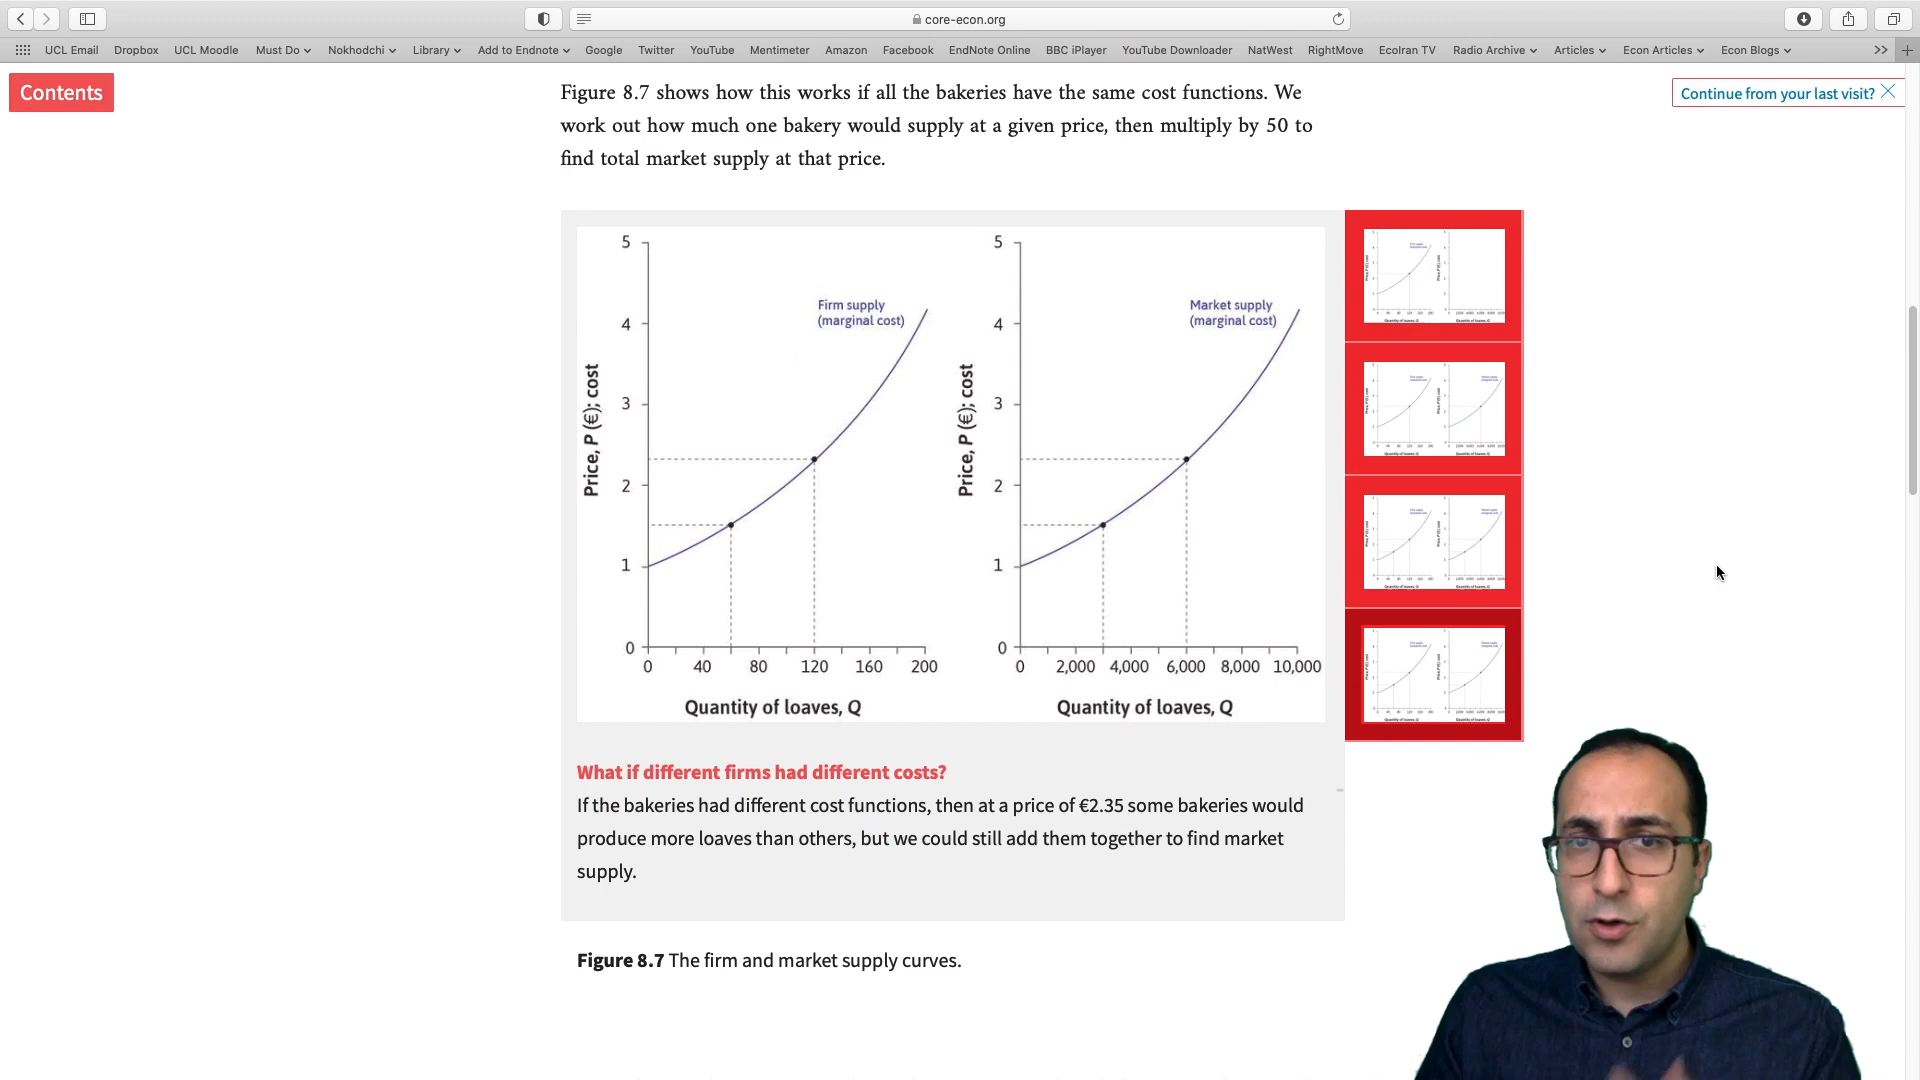 core-econ.org
UCL Email Dropbox UCL Moodle Must Do Nokhodchi Library Add to Endnote Google Twitter YouTube Mentimeter Amazon Facebook EndNote Online BBC iPlayer YouTube Downloader NatWest RightMove EcoIran TV Radio Archive Articles Econ Articles Econ Blogs
Contents
Continue from your last visit?
Figure 8.7 shows how this works if all the bakeries have the same cost functions. We
work out how much one bakery would supply at a given price, then multiply by 50 to
find total market supply at that price.
Price, P (€); cost
5
4
3
2
1
0
Firm supply
(marginal cost)
0 40 80 120 160 200
Quantity of loaves, Q
Price, P (€); cost
5
4
3
2
1
0
Market supply
(marginal cost)
0 2,000 4,000 6,000 8,000 10,000
Quantity of loaves, Q
What if different firms had different costs?
If the bakeries had different cost functions, then at a price of €2.35 some bakeries would
produce more loaves than others, but we could still add them together to find market
supply.
Figure 8.7 The firm and market supply curves.